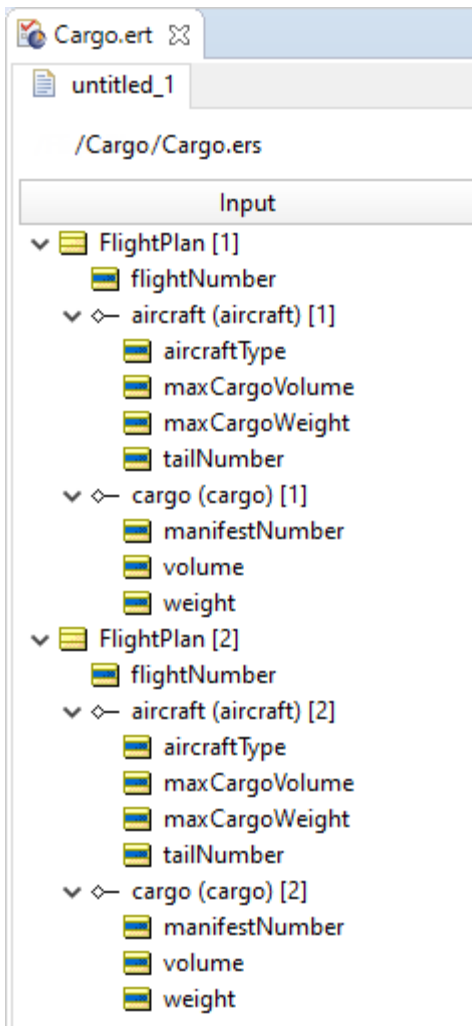 Cargo.ert
untitled_1
/Cargo/Cargo.ers
Input
FlightPlan [1]
flightNumber
aircraft (aircraft) [1]
aircraftType
maxCargoVolume
maxCargoWeight
tailNumber
cargo (cargo) [1]
manifestNumber
volume
weight
FlightPlan [2]
flightNumber
aircraft (aircraft) [2]
aircraftType
maxCargoVolume
maxCargoWeight
tailNumber
cargo (cargo) [2]
manifestNumber
volume
weight